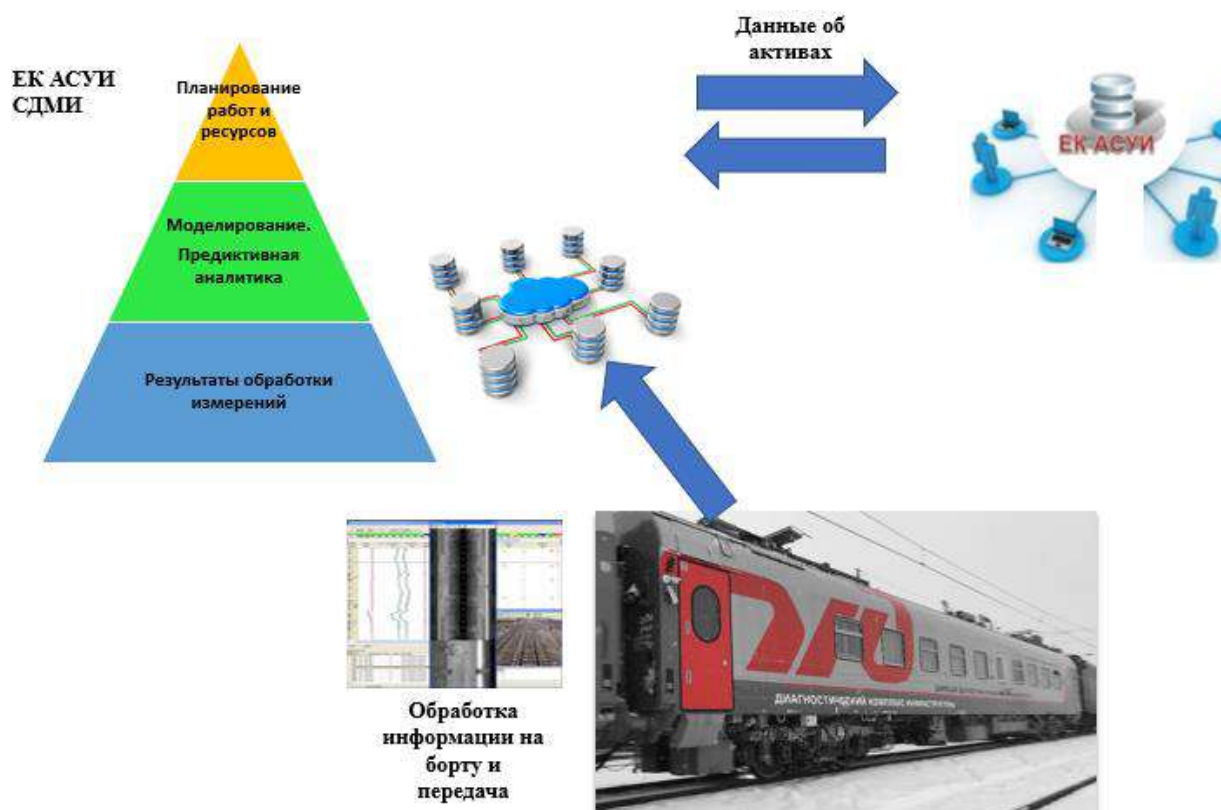 Данные об
активах
ЕК АСУИ
СДМИ
Планирование
работ и
ресурсов
ЕК АСУИ
Моделирование.
Предиктивная
аналитика
Результаты обработки
измерений
ДИАГНОСТИЧЕСКИЙ КОМПЛЕКС ИНФРАСТРУКТУРЫ
Обработка
информации на
борту и
передача